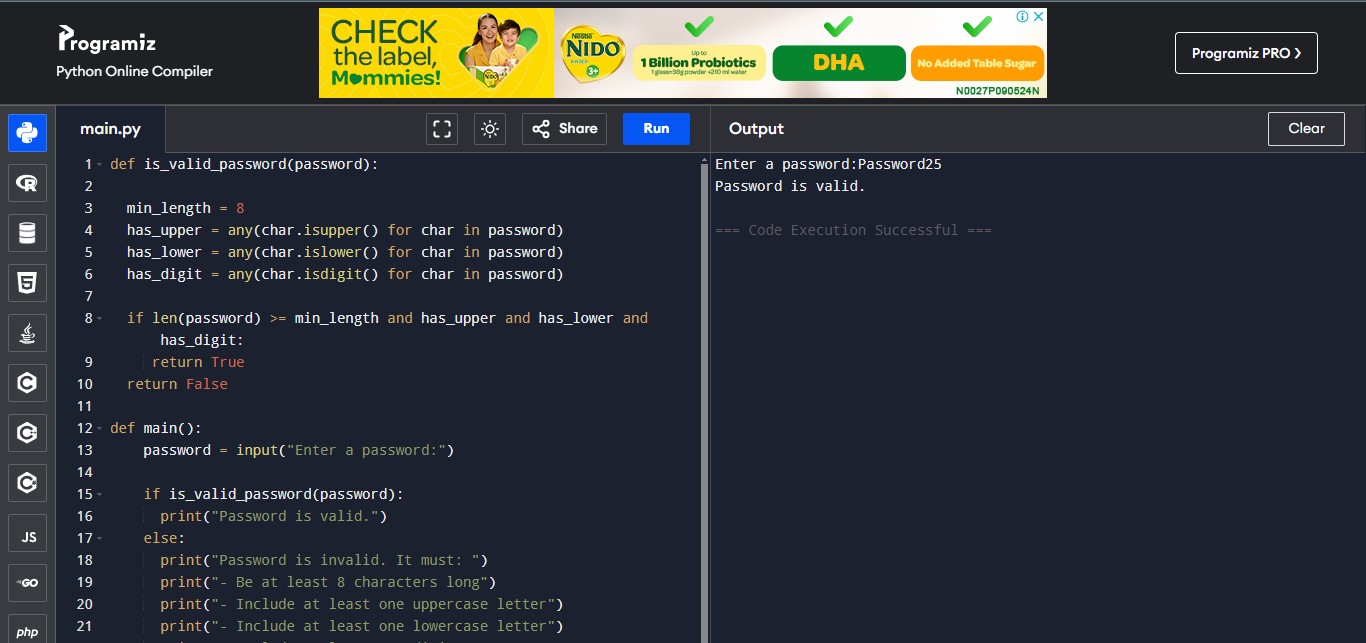 Programiz
Python Online Compiler
CHECK
the label,
Mommies!
NIDO
3+
Up to
1 Billion Probiotics
1 glass=38g powder +210 ml water
DHA
No Added Table Sugar
N0027P090524N
Programiz PRO ❯
main.py
Share
Run
Output
Clear
1 def is_valid_password(password):
2
3 min_length = 8
4 has_upper = any(char.isupper() for char in password)
5 has_lower = any(char.islower() for char in password)
6 has_digit = any(char.isdigit() for char in password)
7
8 if len(password) >= min_length and has_upper and has_lower and
has_digit:
9 return True
10 return False
11
12 def main():
13 password = input("Enter a password:")
14
15 if is_valid_password(password):
16 print("Password is valid.")
17 else:
18 print("Password is invalid. It must: ")
19 print("- Be at least 8 characters long")
20 print("- Include at least one uppercase letter")
21 print("- Include at least one lowercase letter")
Enter a password:Password25
Password is valid.
=== Code Execution Successful ===
JS
GO
php